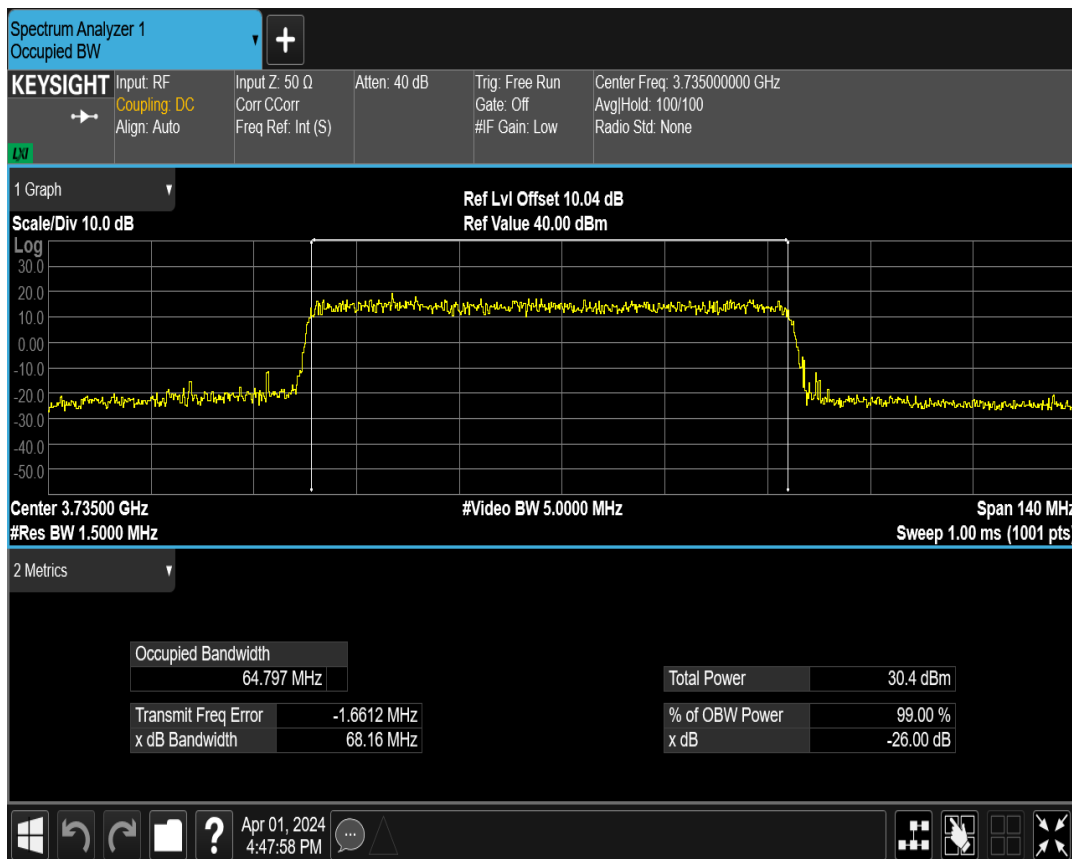 Spectrum Analyzer 1
Occupied BW
+
KEYSIGHT
LXI
Input: RF
Coupling: DC
Align: Auto
Input Z: 50 Ω
Corr CCorr
Freq Ref: Int (S)
Atten: 40 dB
Trig: Free Run
Gate: Off
#IF Gain: Low
Center Freq: 3.735000000 GHz
Avg|Hold: 100/100
Radio Std: None
1 Graph
Scale/Div 10.0 dB
Ref Lvl Offset 10.04 dB
Ref Value 40.00 dBm
Log
30.0
20.0
10.0
0.00
-10.0
-20.0
-30.0
-40.0
-50.0
Center 3.73500 GHz
#Video BW 5.0000 MHz
Span 140 MHz
#Res BW 1.5000 MHz
Sweep 1.00 ms (1001 pts)
2 Metrics
Occupied Bandwidth
64.797 MHz
Total Power 30.4 dBm
Transmit Freq Error -1.6612 MHz
% of OBW Power 99.00 %
x dB Bandwidth 68.16 MHz
x dB -26.00 dB
?
Apr 01, 2024
4:47:58 PM